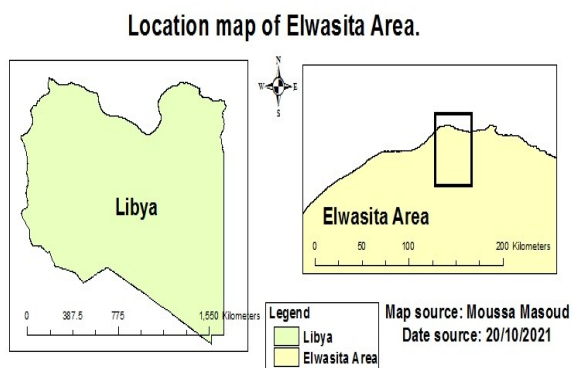 Location map of Elwasita Area.
N
W E
S
Libya
0 387.5 775 1,550 Kilometers
Elwasita Area
0 50 100 200 Kilometers
Legend
Libya
Elwasita Area
Map source: Moussa Masoud
Date source: 20/10/2021